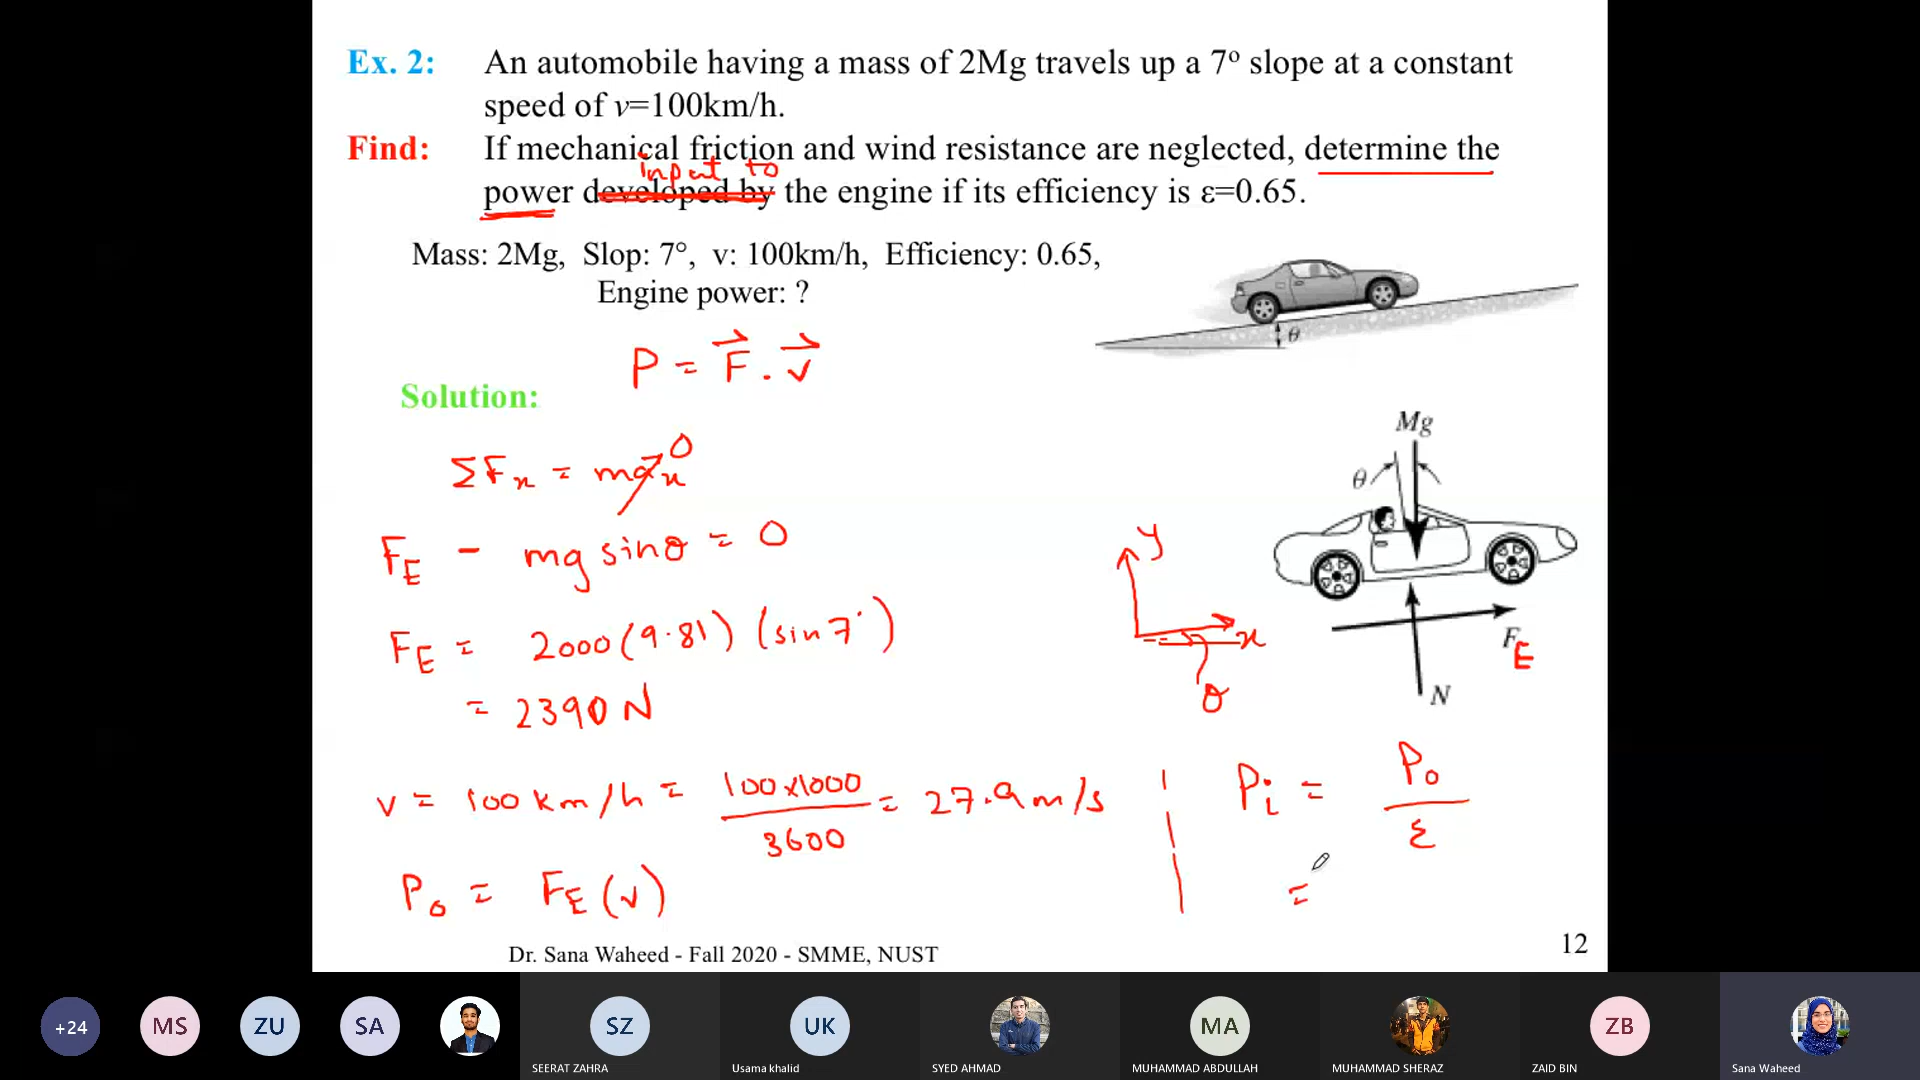 Ex. 2: An automobile having a mass of 2Mg travels up a 7º slope at a constant
speed of v=100km/h.
Find: If mechanical friction and wind resistance are neglected, determine the
input to
power developed by the engine if its efficiency is ε=0.65.
Mass: 2Mg, Slop: 7°, v: 100km/h, Efficiency: 0.65,
Engine power: ?
θ
P = F . v
Solution:
Mg
θ
ΣFx = max 0
FE - mg sinθ = 0
y
x
θ
FE = 2000(9.81) (sin7°)
FE
= 2390 N
N
v = 100 km/h = 100x1000 / 3600 = 27.9 m/s
Pi = Po / ε
Po = FE (v)
=
Dr. Sana Waheed - Fall 2020 - SMME, NUST
12
+24
MS
ZU
SA
SZ
UK
MA
ZB
SEERAT ZAHRA
Usama khalid
SYED AHMAD
MUHAMMAD ABDULLAH
MUHAMMAD SHERAZ
ZAID BIN
Sana Waheed